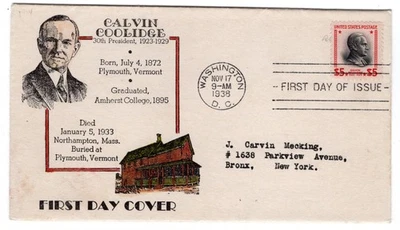 CALVIN
COOLIDGE
30th President, 1923-1929
Born, July 4, 1872
Plymouth, Vermont
Graduated,
Amherst College, 1895
Died
January 5, 1933
Northampton, Mass.
Buried at
Plymouth, Vermont
FIRST DAY COVER
WASHINGTON
NOV 17
9-AM
1938
D. C.
FIRST DAY OF ISSUE
UNITED STATES POSTAGE
$5 $5
J. Carvin Mecking,
# 1638 Parkview Avenue,
Bronx, New York.